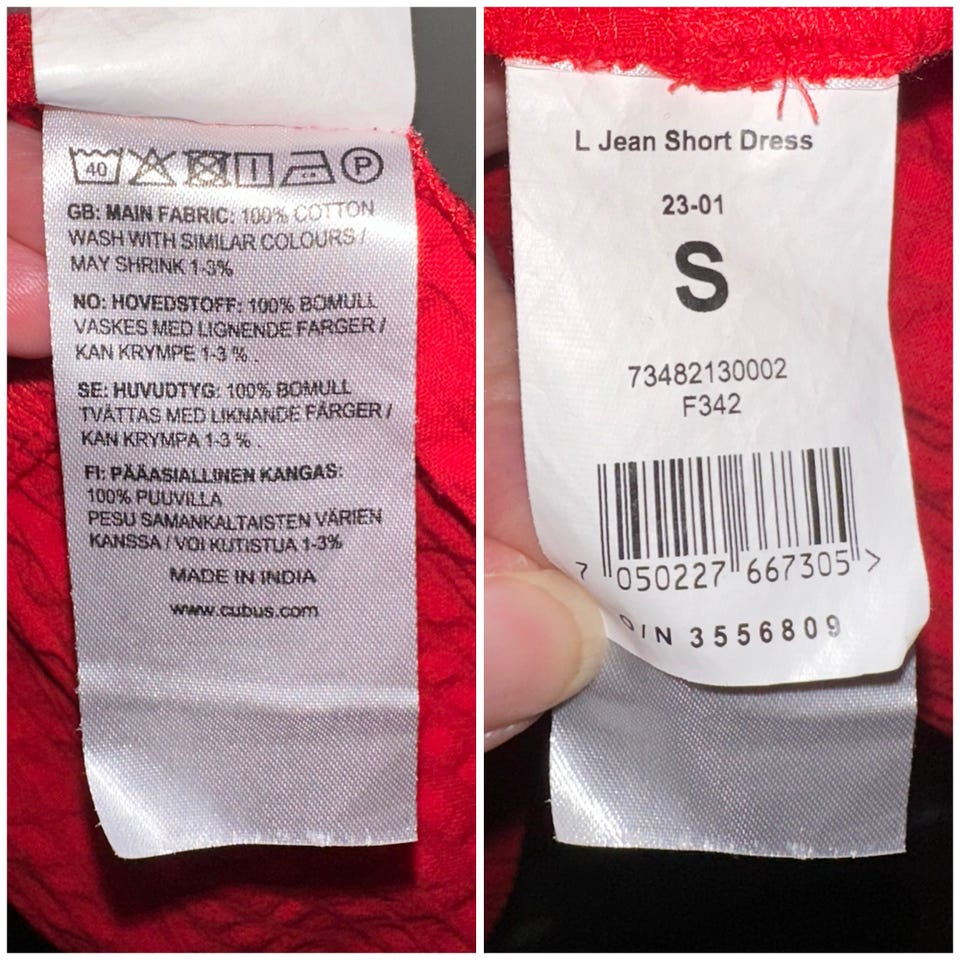 40
P
GB: MAIN FABRIC: 100% COTTON
WASH WITH SIMILAR COLOURS /
MAY SHRINK 1-3%
NO: HOVEDSTOFF: 100% BOMULL
VASKES MED LIGNENDE FARGER /
KAN KRYMPE 1-3 % .
SE: HUVUDTYG: 100% BOMULL
TVÄTTAS MED LIKNANDE FÄRGER /
KAN KRYMPA 1-3 % .
FI: PÄÄASIALLINEN KANGAS:
100% PUUVILLA
PESU SAMANKALTAISTEN VÄRIEN
KANSSA / VOI KUTISTUA 1-3%
MADE IN INDIA
www.cubus.com
L Jean Short Dress
23-01
S
73482130002
F342
7 050227 667305 >
O/N 3556809